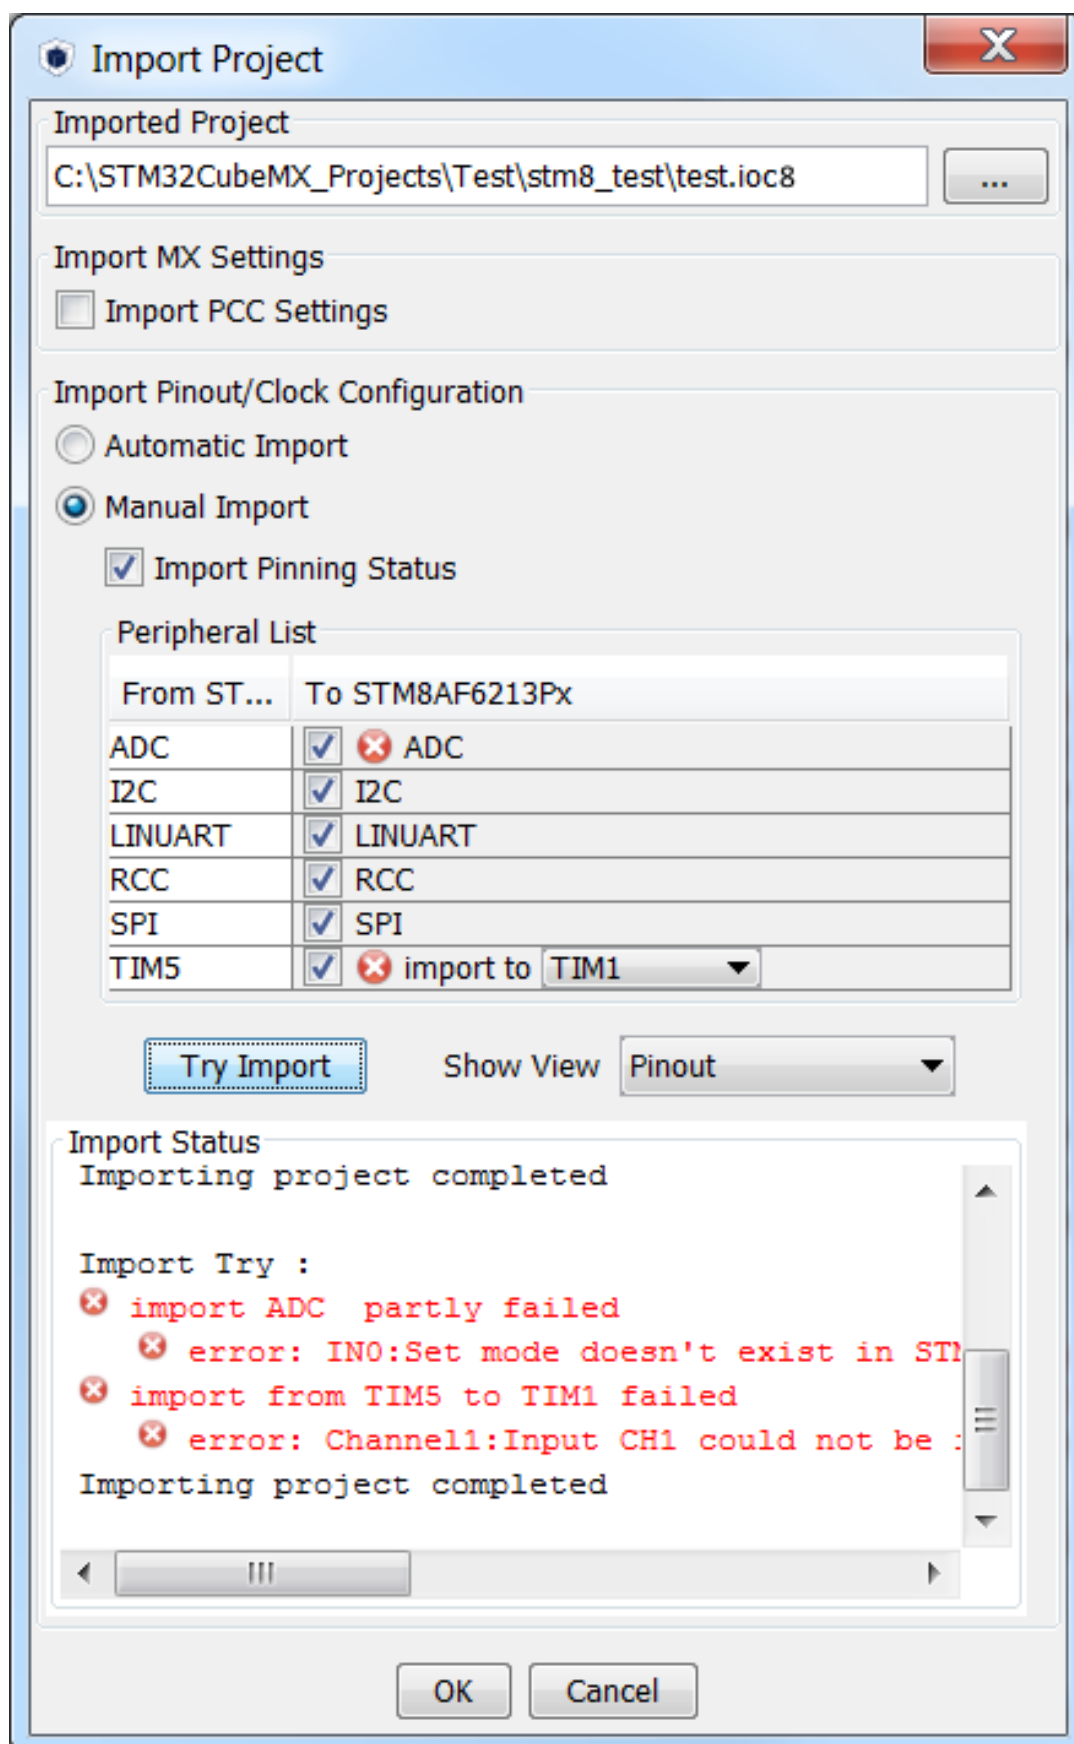 Import Project
Imported Project
C:\STM32CubeMX_Projects\Test\stm8_test\test.ioc8
...
Import MX Settings
Import PCC Settings
Import Pinout/Clock Configuration
Automatic Import
Manual Import
Import Pinning Status
Peripheral List
From ST... To STM8AF6213Px
ADC ADC
I2C I2C
LINUART LINUART
RCC RCC
SPI SPI
TIM5 import to TIM1
Try Import Show View Pinout
Import Status
Importing project completed
Import Try :
import ADC partly failed
error: IN0:Set mode doesn't exist in
import from TIM5 to TIM1 failed
error: Channel1:Input CH1 could not be
Importing project completed
OK Cancel